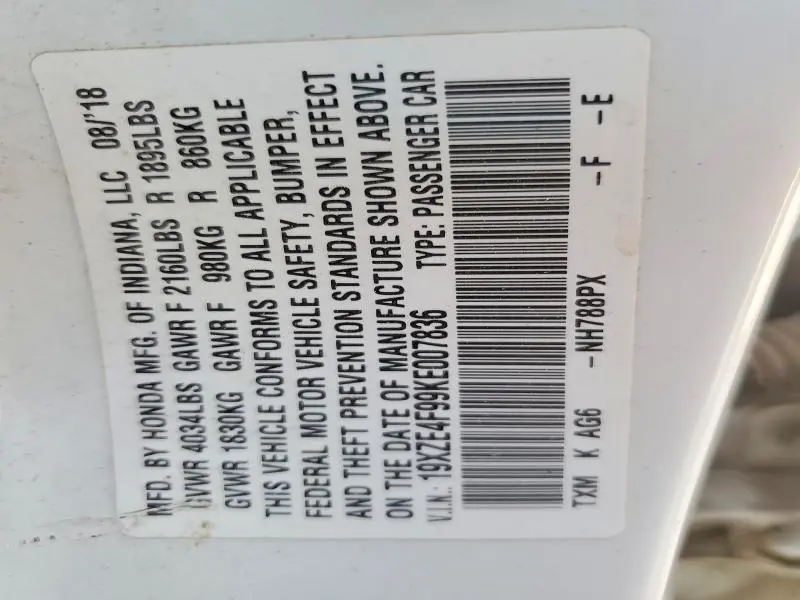 MFD. BY HONDA MFG. OF INDIANA, LLC 08/'18
GVWR 4034LBS GAWR F 2160LBS R 1895LBS
GVWR 1830KG GAWR F 980KG R 860KG
THIS VEHICLE CONFORMS TO ALL APPLICABLE
FEDERAL MOTOR VEHICLE SAFETY, BUMPER,
AND THEFT PREVENTION STANDARDS IN EFFECT
ON THE DATE OF MANUFACTURE SHOWN ABOVE.
V.I.N.: 19XZE4F99KE007836 TYPE: PASSENGER CAR
TXM K AG6 -NH788PX -F -E